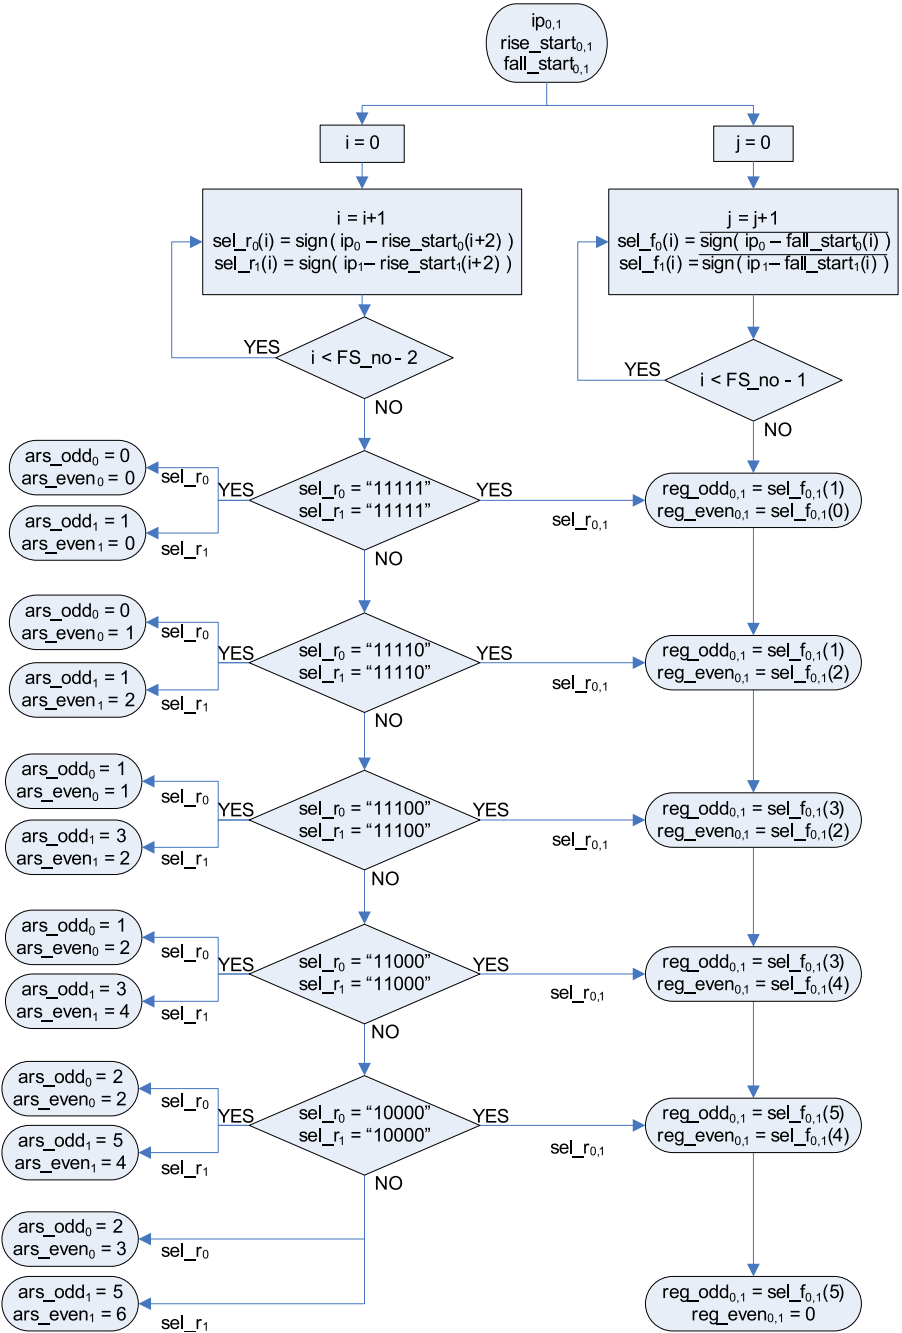 ip0,1
rise_start0,1
fall_start0,1
i = 0
j = 0
i = i+1
sel_r0(i) = sign( ip0 – rise_start0(i+2) )
sel_r1(i) = sign( ip1– rise_start1(i+2) )
j = j+1
sel_f0(i) = sign( ip0 – fall_start0(i) )
sel_f1(i) = sign( ip1– fall_start1(i) )
YES
i < FS_no - 2
NO
YES
i < FS_no - 1
NO
ars_odd0 = 0
ars_even0 = 0
sel_r0
ars_odd1 = 1
ars_even1 = 0
sel_r1
YES
sel_r0 = “11111”
sel_r1 = “11111”
YES
sel_r0,1
NO
reg_odd0,1 = sel_f0,1(1)
reg_even0,1 = sel_f0,1(0)
ars_odd0 = 0
ars_even0 = 1
sel_r0
ars_odd1 = 1
ars_even1 = 2
sel_r1
YES
sel_r0 = “11110”
sel_r1 = “11110”
YES
sel_r0,1
NO
reg_odd0,1 = sel_f0,1(1)
reg_even0,1 = sel_f0,1(2)
ars_odd0 = 1
ars_even0 = 1
sel_r0
ars_odd1 = 3
ars_even1 = 2
sel_r1
YES
sel_r0 = “11100”
sel_r1 = “11100”
YES
sel_r0,1
NO
reg_odd0,1 = sel_f0,1(3)
reg_even0,1 = sel_f0,1(2)
ars_odd0 = 1
ars_even0 = 2
sel_r0
ars_odd1 = 3
ars_even1 = 4
sel_r1
YES
sel_r0 = “11000”
sel_r1 = “11000”
YES
sel_r0,1
NO
reg_odd0,1 = sel_f0,1(3)
reg_even0,1 = sel_f0,1(4)
ars_odd0 = 2
ars_even0 = 2
sel_r0
ars_odd1 = 5
ars_even1 = 4
sel_r1
YES
sel_r0 = “10000”
sel_r1 = “10000”
YES
sel_r0,1
NO
reg_odd0,1 = sel_f0,1(5)
reg_even0,1 = sel_f0,1(4)
ars_odd0 = 2
ars_even0 = 3
sel_r0
ars_odd1 = 5
ars_even1 = 6
sel_r1
reg_odd0,1 = sel_f0,1(5)
reg_even0,1 = 0